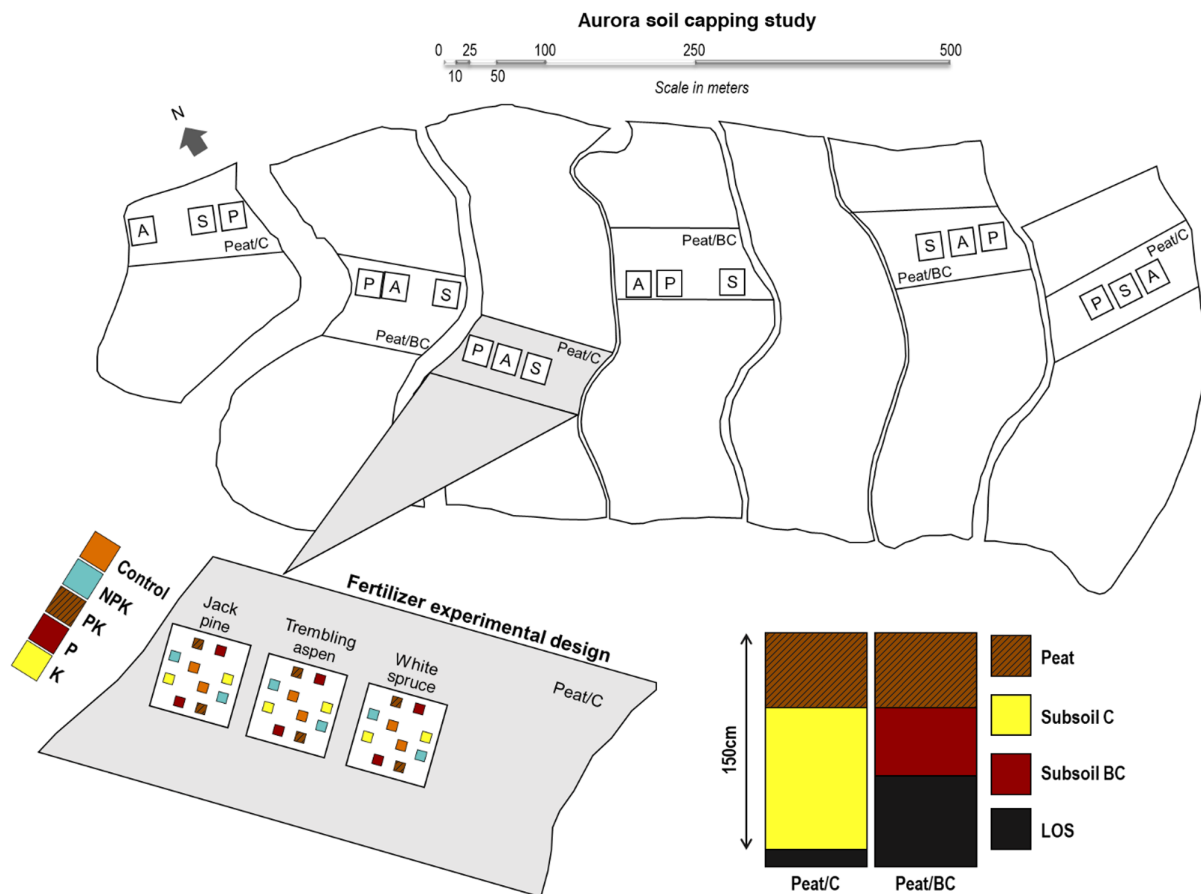 Aurora soil capping study
0 25 100 250 500
10 50
Scale in meters
N
A S P
Peat/C
P A S
Peat/BC
P A S
Peat/C
Peat/BC
A P S
S A P
Peat/BC
Peat/C
P S A
Control
NPK
PK
P
K
Fertilizer experimental design
Jack
pine
Trembling
aspen
White
spruce
Peat/C
150cm
Peat/C Peat/BC
Peat
Subsoil C
Subsoil BC
LOS